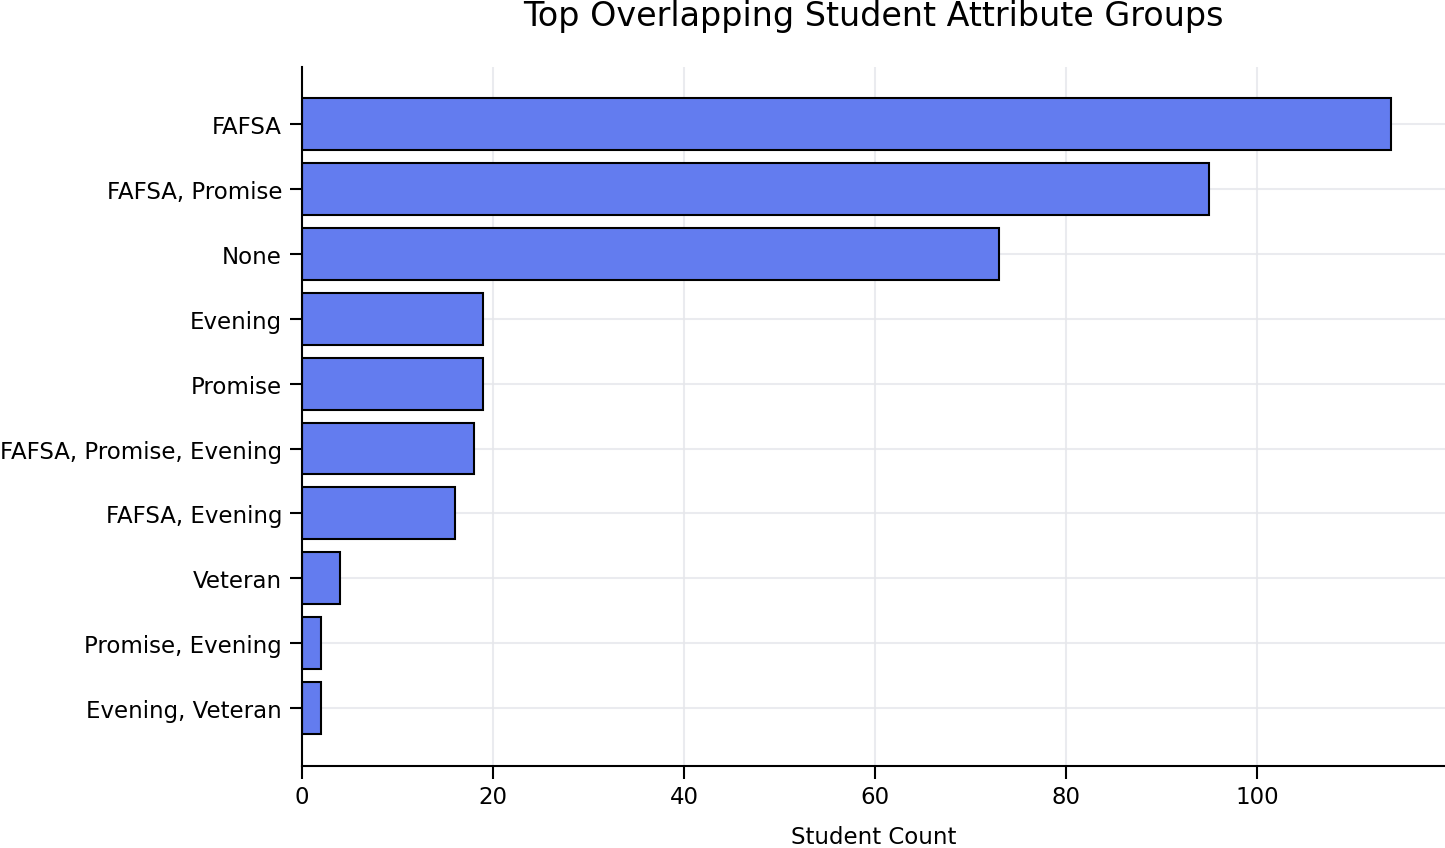 Top Overlapping Student Attribute Groups
FAFSA
FAFSA, Promise
None
Evening
Promise
FAFSA, Promise, Evening
FAFSA, Evening
Veteran
Promise, Evening
Evening, Veteran
0 20 40 60 80 100
Student Count